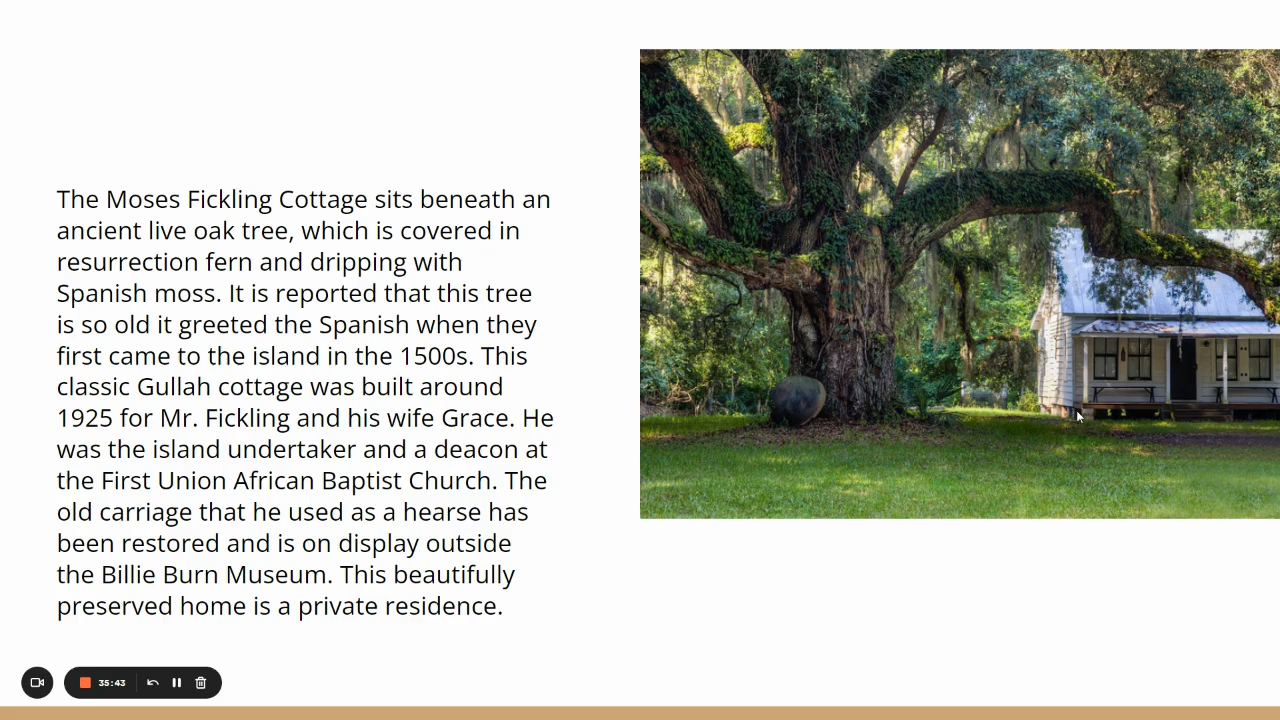 The Moses Fickling Cottage sits beneath an
ancient live oak tree, which is covered in
resurrection fern and dripping with
Spanish moss. It is reported that this tree
is so old it greeted the Spanish when they
first came to the island in the 1500s. This
classic Gullah cottage was built around
1925 for Mr. Fickling and his wife Grace. He
was the island undertaker and a deacon at
the First Union African Baptist Church. The
old carriage that he used as a hearse has
been restored and is on display outside
the Billie Burn Museum. This beautifully
preserved home is a private residence.
35:43